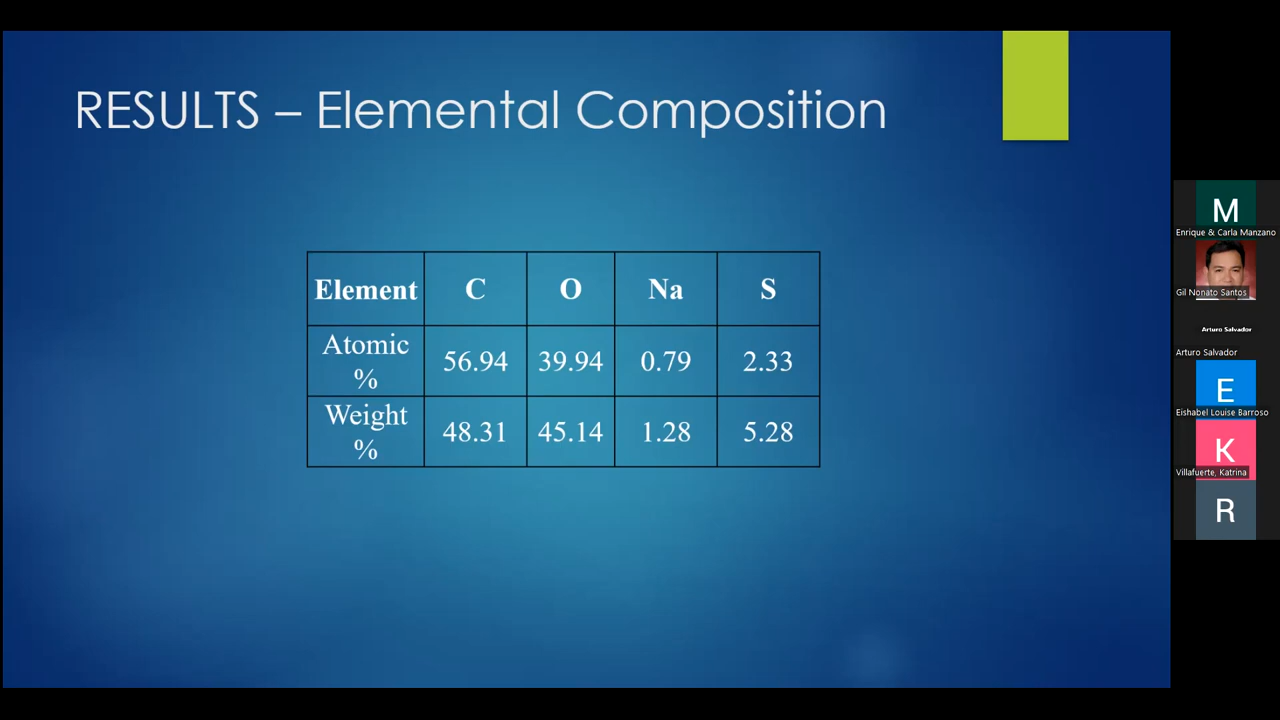 RESULTS – Elemental Composition
Element C O Na S
Atomic % 56.94 39.94 0.79 2.33
Weight % 48.31 45.14 1.28 5.28
M
Enrique & Carla Manzano
Gil Nonato Santos
Arturo Salvador
Arturo Salvador
E
Eishabel Louise Barroso
K
Villafuerte, Katrina
R